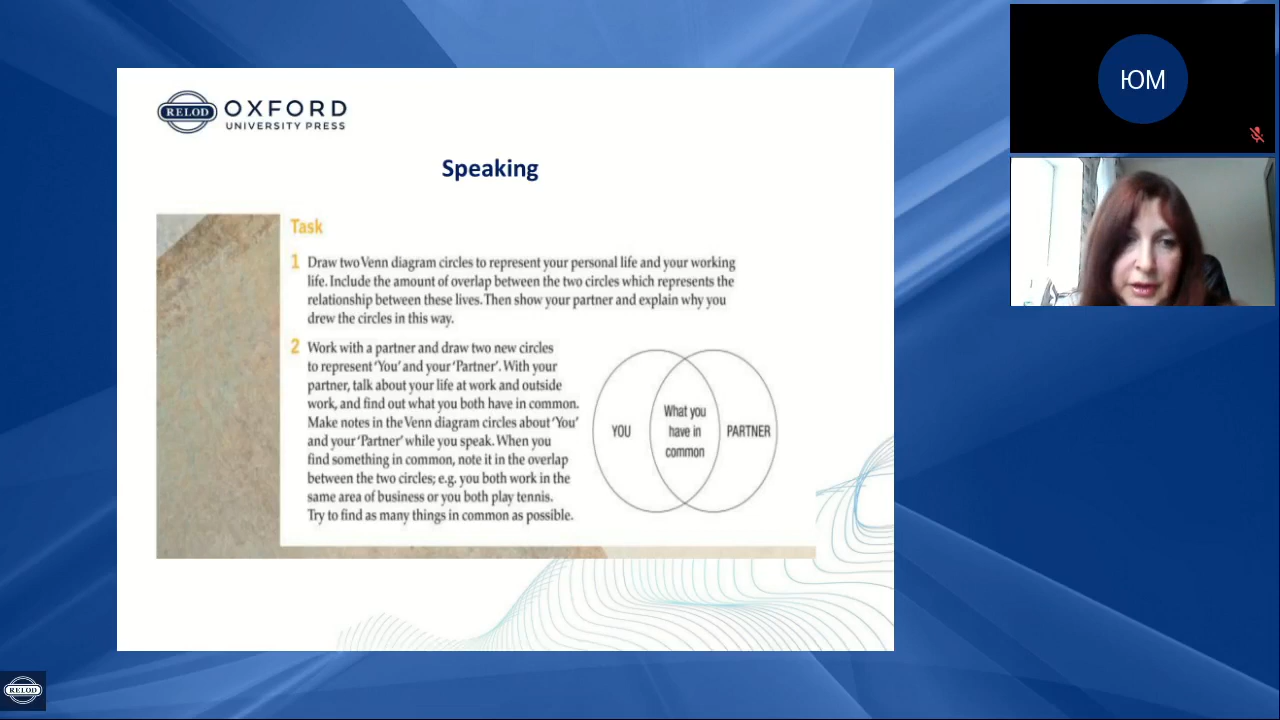 RELOD OXFORD
UNIVERSITY PRESS
Speaking
Task
1 Draw two Venn diagram circles to represent your personal life and your working
life. Include the amount of overlap between the two circles which represents the
relationship between these lives. Then show your partner and explain why you
drew the circles in this way.
2 Work with a partner and draw two new circles
to represent ‘You’ and your ‘Partner’. With your
partner, talk about your life at work and outside
work, and find out what you both have in common.
Make notes in the Venn diagram circles about ‘You’
and your ‘Partner’ while you speak. When you
find something in common, note it in the overlap
between the two circles; e.g. you both work in the
same area of business or you both play tennis.
Try to find as many things in common as possible.
YOU
What you
have in
common
PARTNER
ЮМ
RELOD